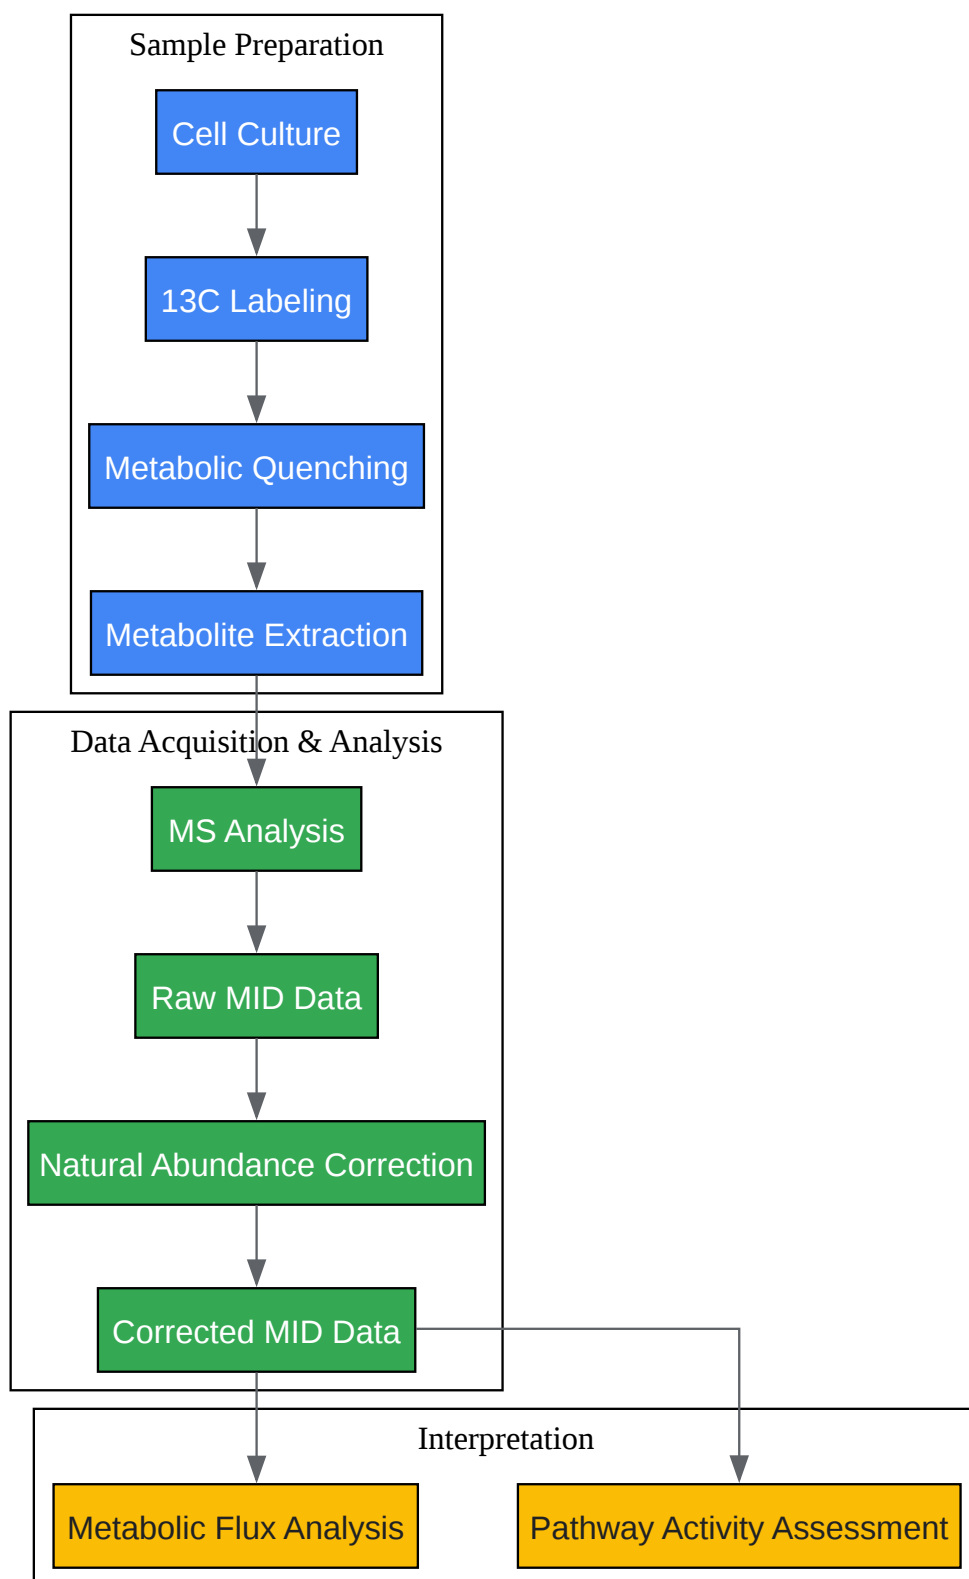 Sample Preparation
Cell Culture
13C Labeling
Metabolic Quenching
Metabolite Extraction
Data Acquisition & Analysis
MS Analysis
Raw MID Data
Natural Abundance Correction
Corrected MID Data
Interpretation
Metabolic Flux Analysis
Pathway Activity Assessment